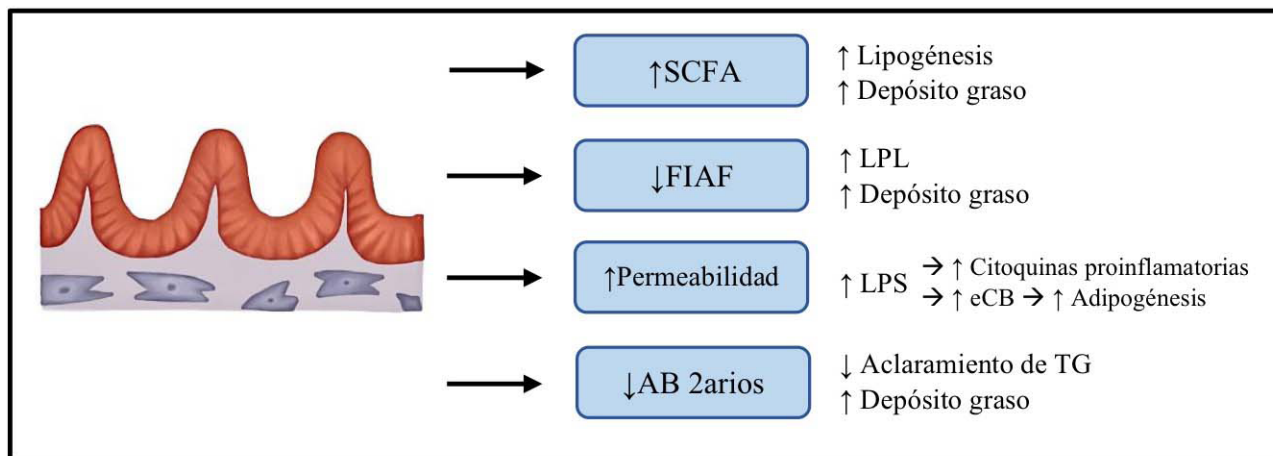 ↑SCFA
↑ Lipogénesis
↑ Depósito graso
↓FIAF
↑ LPL
↑ Depósito graso
↑Permeabilidad
↑ LPS → ↑ Citoquinas proinflamatorias
→ ↑ eCB → ↑ Adipogénesis
↓AB 2arios
↓ Aclaramiento de TG
↑ Depósito graso